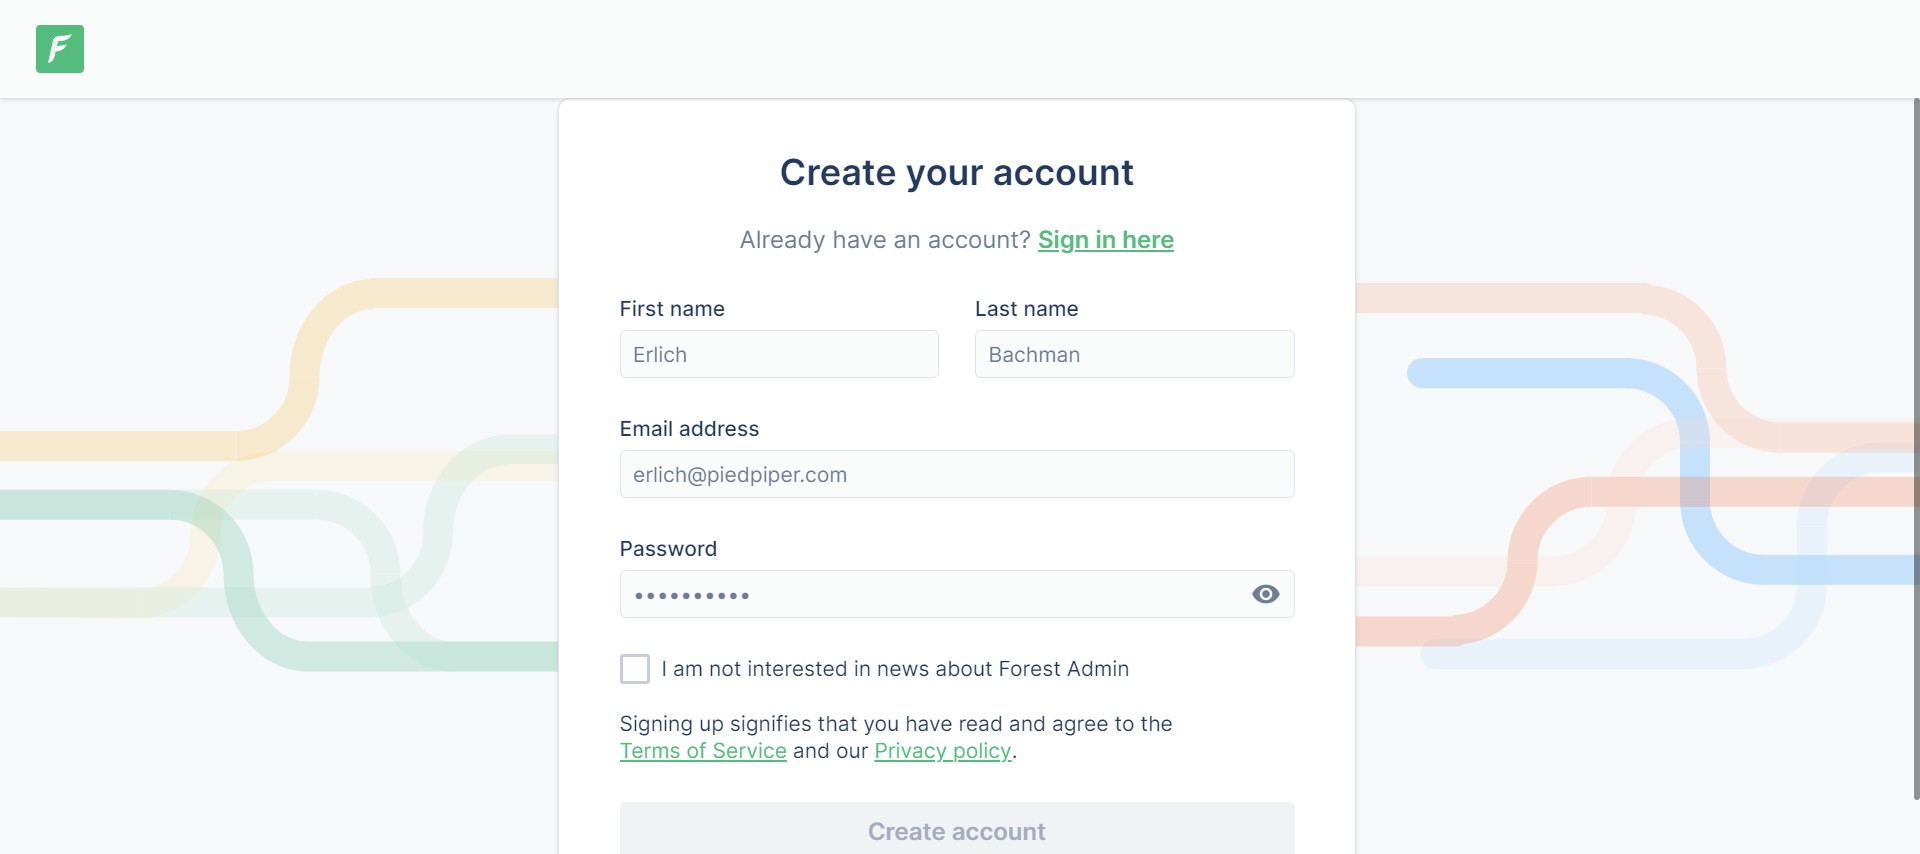 F
Create your account
Already have an account? Sign in here
First name
Last name
Erlich
Bachman
Email address
erlich@piedpiper.com
Password
••••••••••
I am not interested in news about Forest Admin
Signing up signifies that you have read and agree to the
Terms of Service and our Privacy policy.
Create account